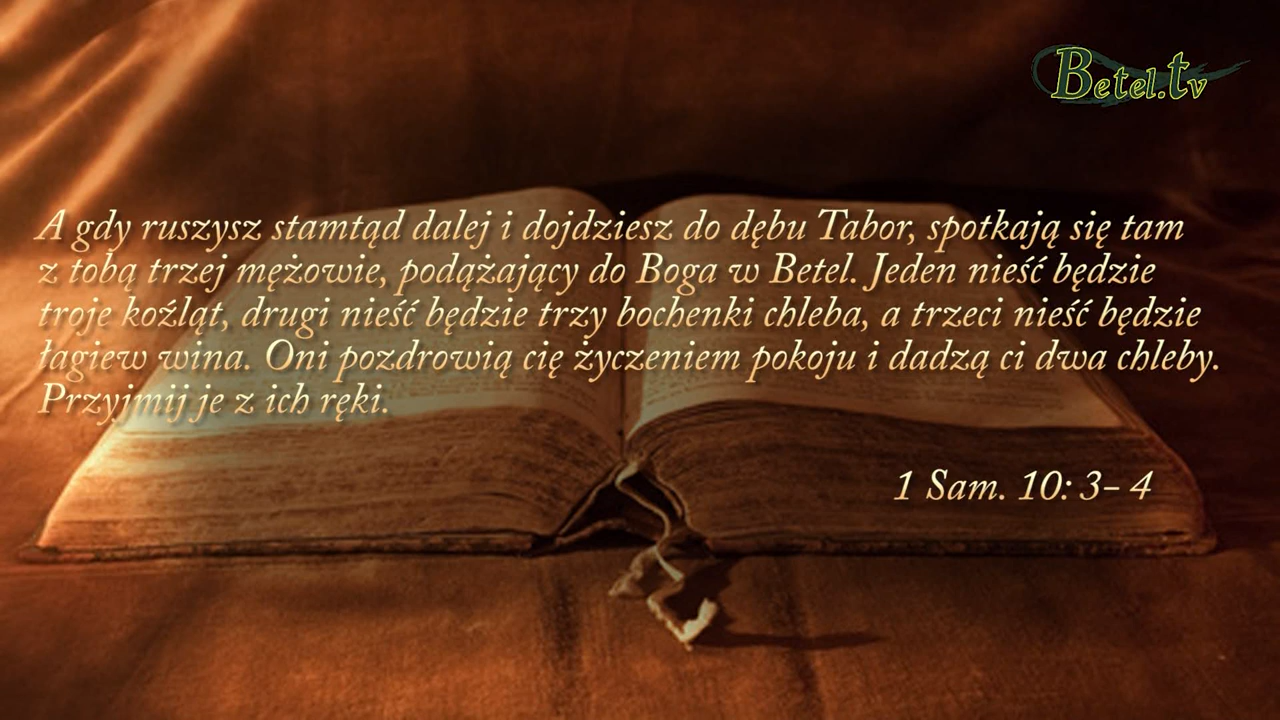 Betel.tv
A gdy ruszysz stamtąd dalej i dojdziesz do dębu Tabor, spotkają się tam
z tobą trzej mężowie, podążający do Boga w Betel. Jeden nieść będzie
troje koźląt, drugi nieść będzie trzy bochenki chleba, a trzeci nieść będzie
łagiew wina. Oni pozdrowią cię życzeniem pokoju i dadzą ci dwa chleby.
Przyjmij je z ich ręki.
1 Sam. 10: 3- 4